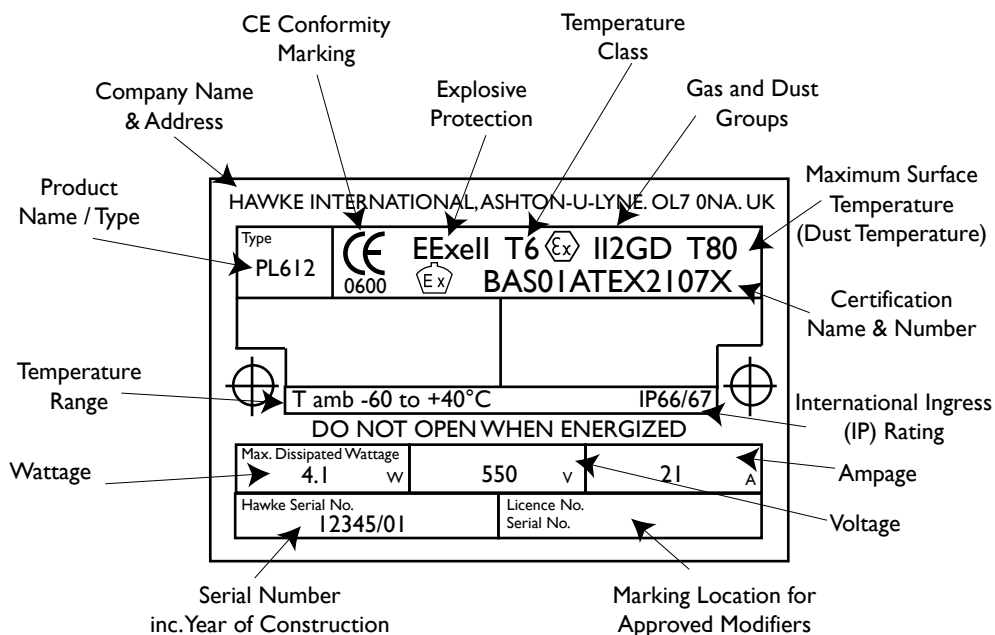 CE Conformity
Marking
Temperature
Class
Company Name
& Address
Explosive
Protection
Gas and Dust
Groups
Product
Name / Type
Maximum Surface
Temperature
(Dust Temperature)
HAWKE INTERNATIONAL, ASHTON-U-LYNE. OL7 0NA. UK
Type
PL612
CE
0600
EExeII T6 Ex II2GD T80
Ex BAS01ATEX2107X
Certification
Name & Number
Temperature
Range
T amb -60 to +40°C IP66/67
International Ingress
(IP) Rating
DO NOT OPEN WHEN ENERGIZED
Wattage
Max. Dissipated Wattage
4.1 W
550 V
21 A
Ampage
Voltage
Hawke Serial No.
12345/01
Licence No.
Serial No.
Serial Number
inc. Year of Construction
Marking Location for
Approved Modifiers